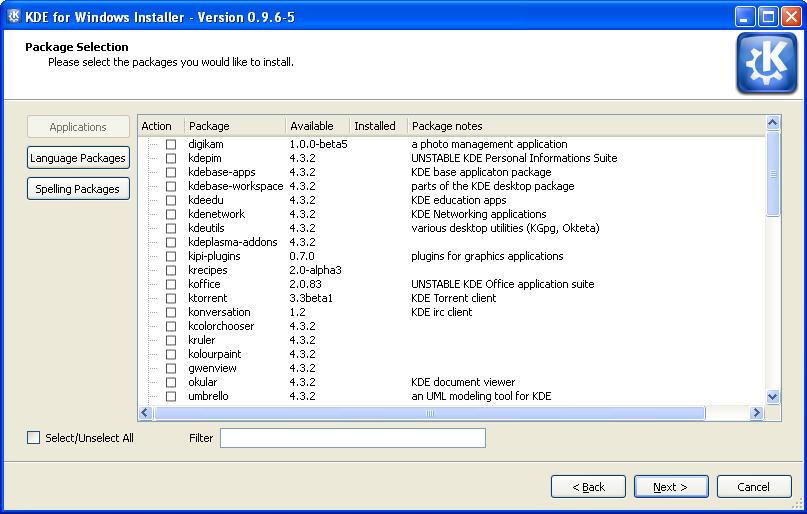 KDE for Windows Installer - Version 0.9.6-5
Package Selection
Please select the packages you would like to install.
K
Applications
Language Packages
Spelling Packages
Action Package Available Installed Package notes
digikam 1.0.0-beta5 a photo management application
kdepim 4.3.2 UNSTABLE KDE Personal Informations Suite
kdebase-apps 4.3.2 KDE base applicaton package
kdebase-workspace 4.3.2 parts of the KDE desktop package
kdeedu 4.3.2 KDE education apps
kdenetwork 4.3.2 KDE Networking applications
kdeutils 4.3.2 various desktop utilities (KGpg, Okteta)
kdeplasma-addons 4.3.2
kipi-plugins 0.7.0 plugins for graphics applications
krecipes 2.0-alpha3
koffice 2.0.83 UNSTABLE KDE Office application suite
ktorrent 3.3beta1 KDE Torrent client
konversation 1.2 KDE irc client
kcolorchooser 4.3.2
kruler 4.3.2
kolourpaint 4.3.2
gwenview 4.3.2
okular 4.3.2 KDE document viewer
umbrello 4.3.2 an UML modeling tool for KDE
Select/Unselect All Filter
< Back Next > Cancel